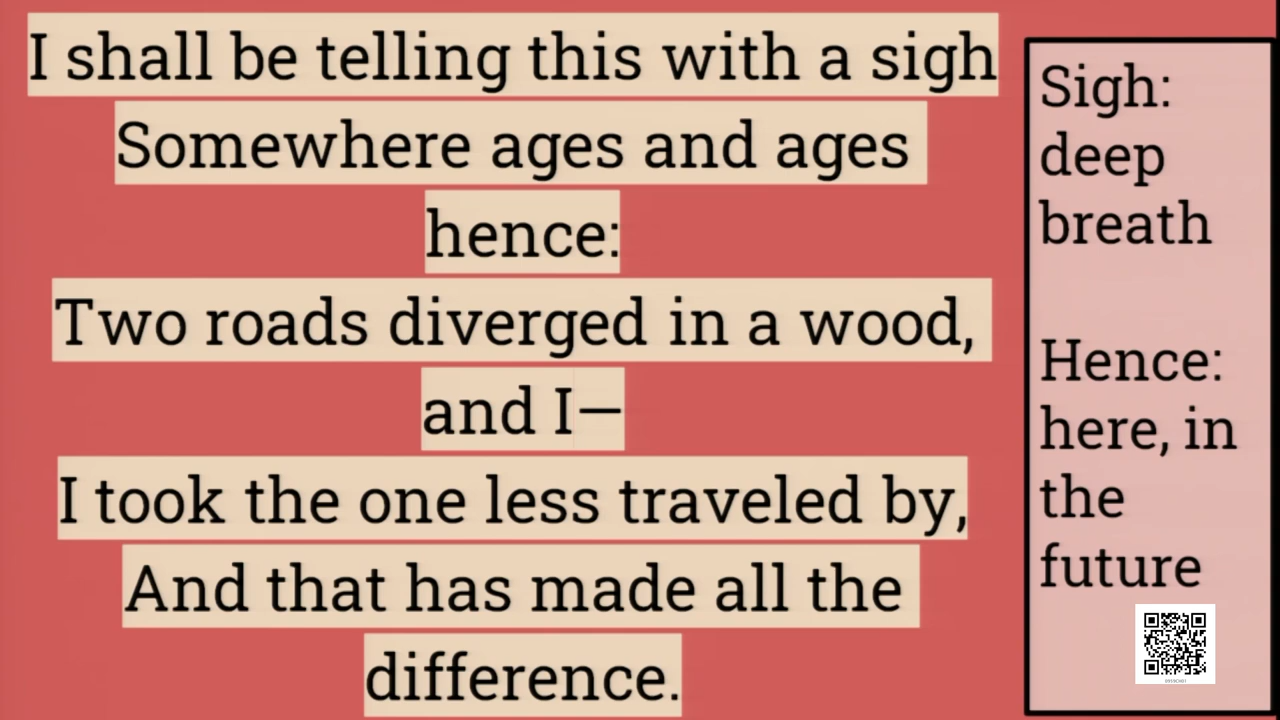 I shall be telling this with a sigh
Somewhere ages and ages
hence:
Two roads diverged in a wood,
and I—
I took the one less traveled by,
And that has made all the
difference.
Sigh:
deep
breath
Hence:
here, in
the
future